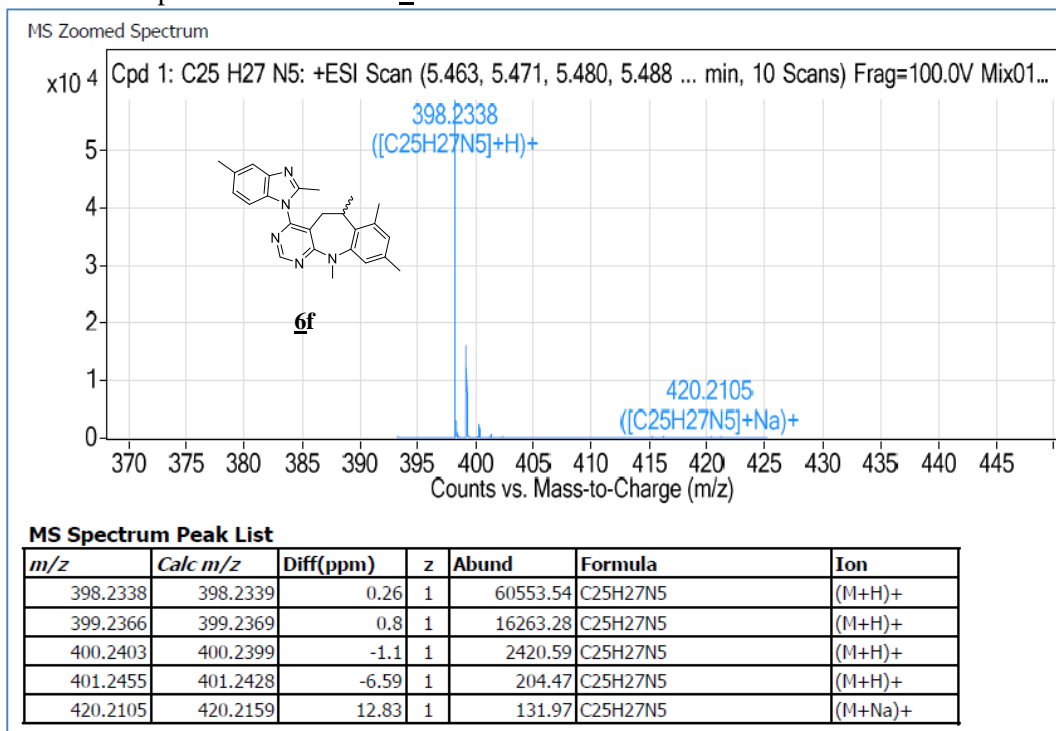 MS Zoomed Spectrum
x10 4
Cpd 1: C25 H27 N5: +ESI Scan (5.463, 5.471, 5.480, 5.488 ... min, 10 Scans) Frag=100.0V Mix01...
398.2338
([C25H27N5]+H)+
5
4
3
2
1
0
N
N
N
N
N
6f
420.2105
([C25H27N5]+Na)+
370 375 380 385 390 395 400 405 410 415 420 425 430 435 440 445
Counts vs. Mass-to-Charge (m/z)
MS Spectrum Peak List
m/z Calc m/z Diff(ppm) z Abund Formula Ion
398.2338 398.2339 0.26 1 60553.54 C25H27N5 (M+H)+
399.2366 399.2369 0.8 1 16263.28 C25H27N5 (M+H)+
400.2403 400.2399 -1.1 1 2420.59 C25H27N5 (M+H)+
401.2455 401.2428 -6.59 1 204.47 C25H27N5 (M+H)+
420.2105 420.2159 12.83 1 131.97 C25H27N5 (M+Na)+